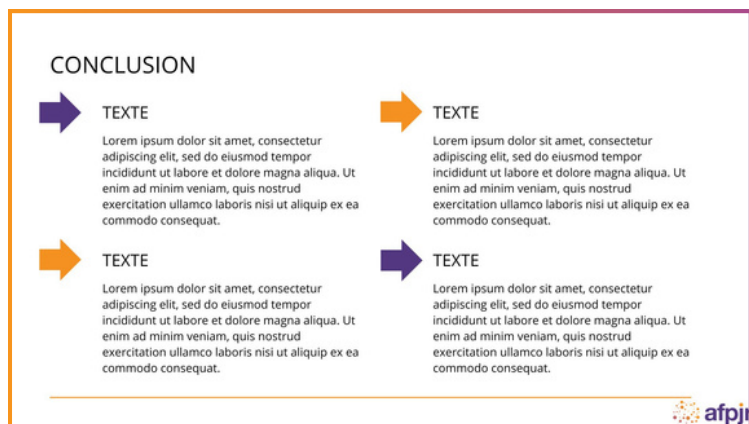 CONCLUSION
TEXTE
Lorem ipsum dolor sit amet, consectetur
adipiscing elit, sed do eiusmod tempor
incididunt ut labore et dolore magna aliqua. Ut
enim ad minim veniam, quis nostrud
exercitation ullamco laboris nisi ut aliquip ex ea
commodo consequat.
TEXTE
Lorem ipsum dolor sit amet, consectetur
adipiscing elit, sed do eiusmod tempor
incididunt ut labore et dolore magna aliqua. Ut
enim ad minim veniam, quis nostrud
exercitation ullamco laboris nisi ut aliquip ex ea
commodo consequat.
TEXTE
Lorem ipsum dolor sit amet, consectetur
adipiscing elit, sed do eiusmod tempor
incididunt ut labore et dolore magna aliqua. Ut
enim ad minim veniam, quis nostrud
exercitation ullamco laboris nisi ut aliquip ex ea
commodo consequat.
TEXTE
Lorem ipsum dolor sit amet, consectetur
adipiscing elit, sed do eiusmod tempor
incididunt ut labore et dolore magna aliqua. Ut
enim ad minim veniam, quis nostrud
exercitation ullamco laboris nisi ut aliquip ex ea
commodo consequat.